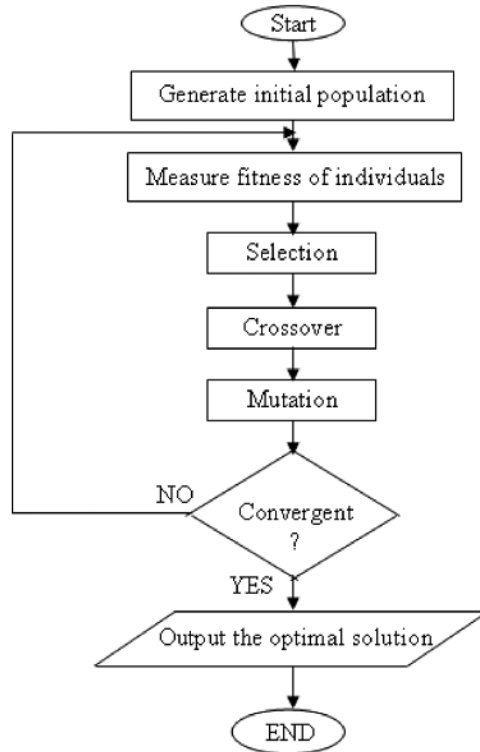 Start
Generate initial population
Measure fitness of individuals
Selection
Crossover
Mutation
NO
Convergent
?
YES
Output the optimal solution
END